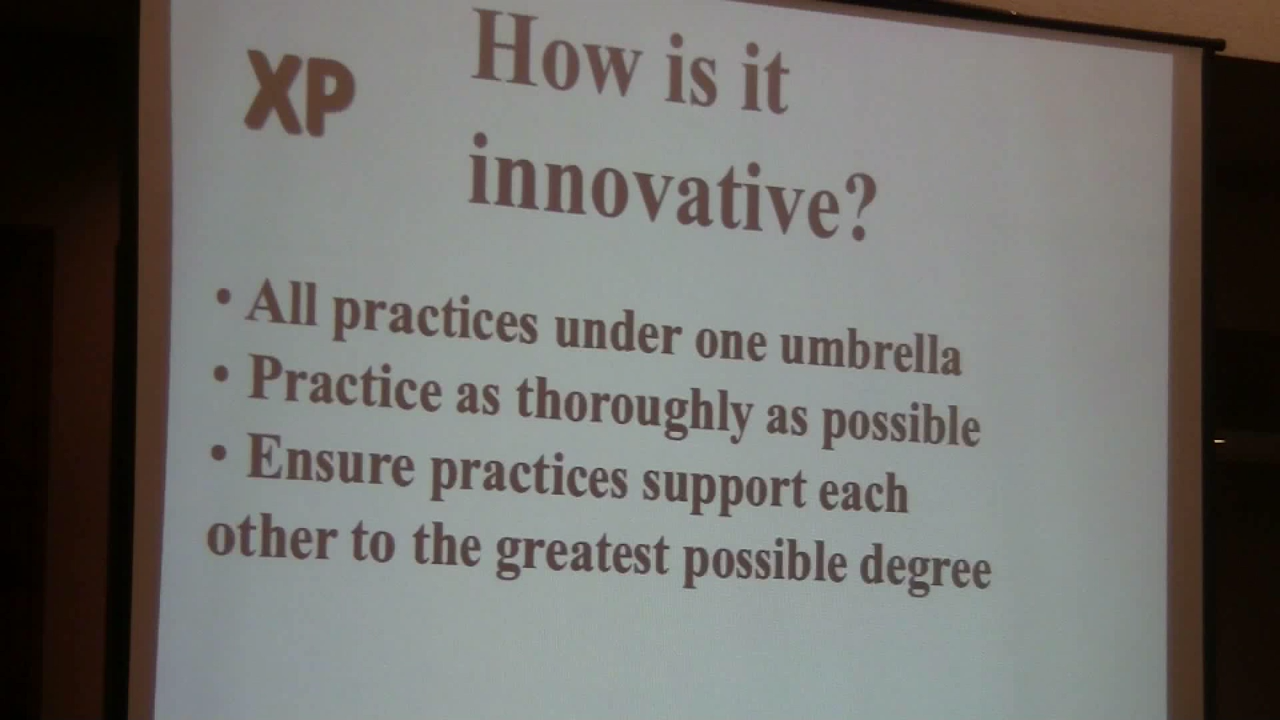 XP
How is it
innovative?
• All practices under one umbrella
• Practice as thoroughly as possible
• Ensure practices support each
other to the greatest possible degree